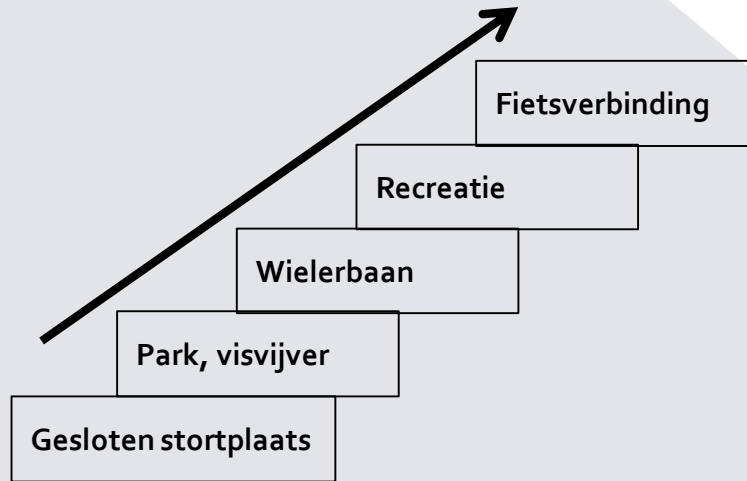 Fietsverbinding
Recreatie
Wielerbaan
Park, visvijver
Gesloten stortplaats